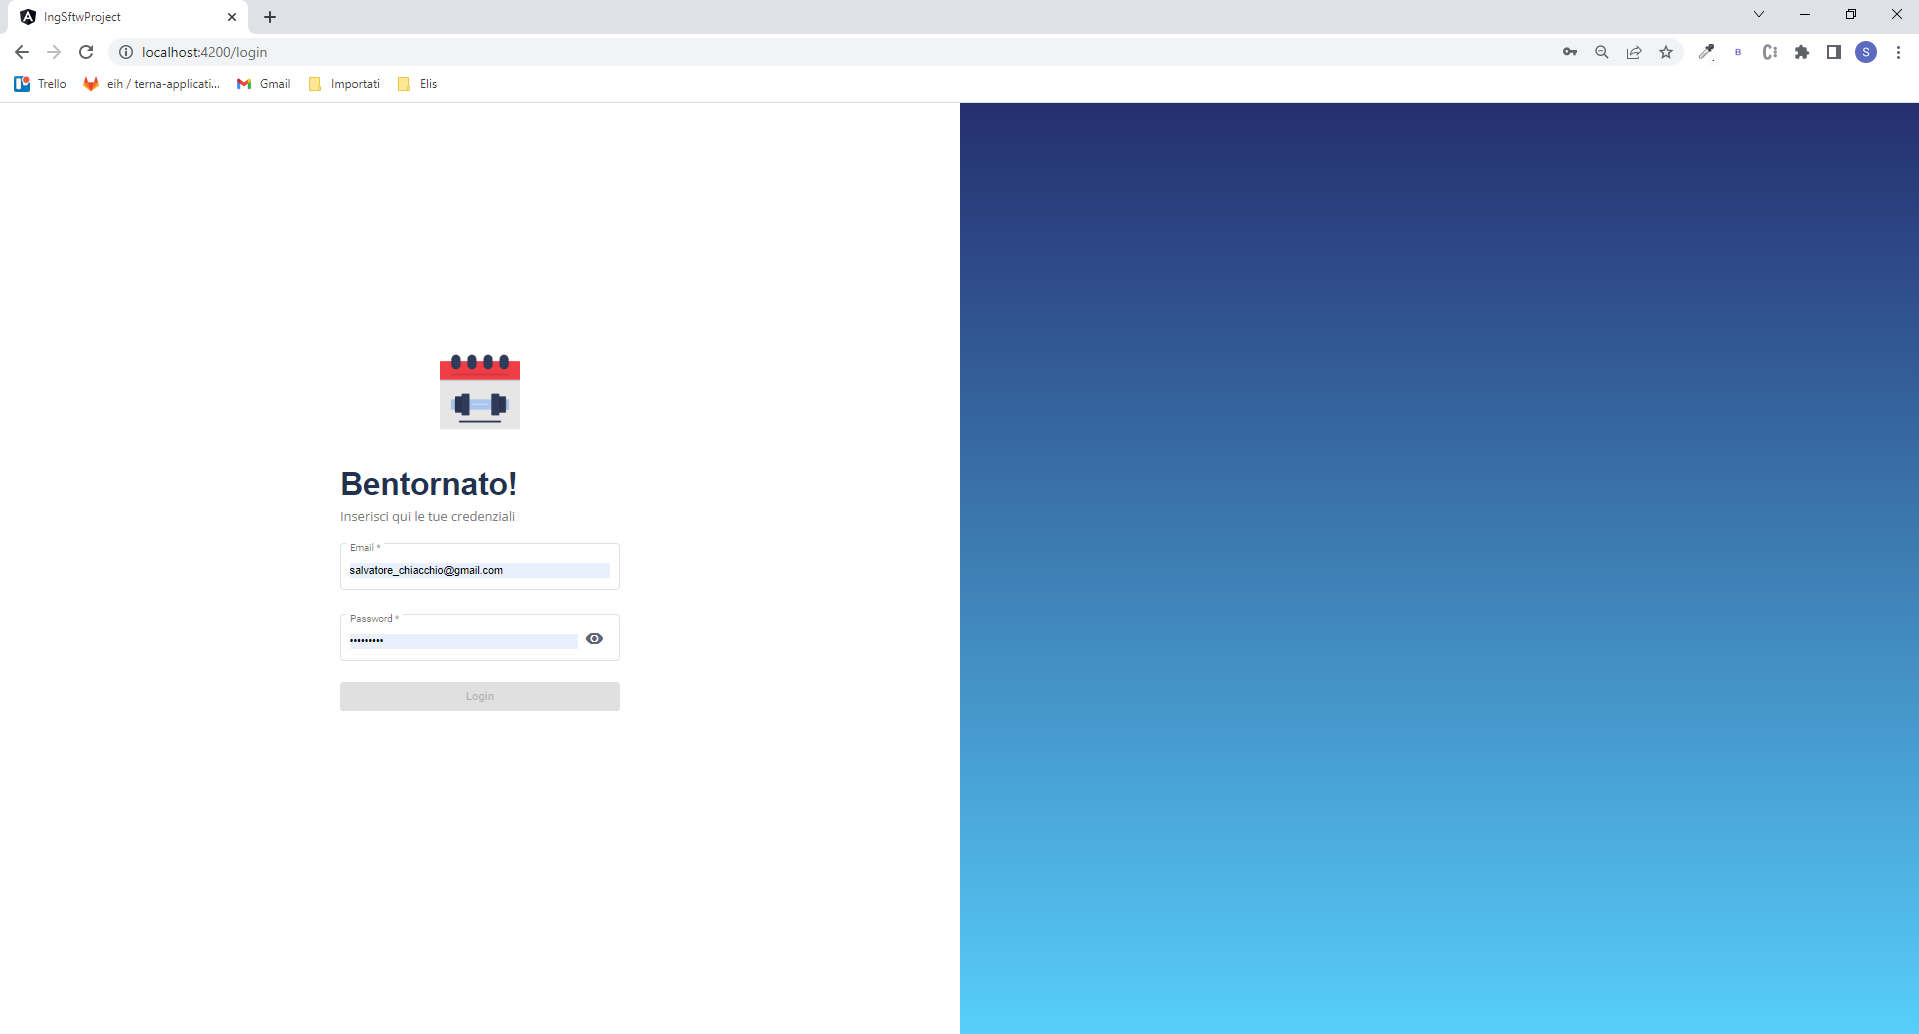 IngSftwProject
localhost:4200/login
S
Trello
eih / terna-applicati...
Gmail
Importati
Elis
Bentornato!
Inserisci qui le tue credenziali
Email *
salvatore_chiacchio@gmail.com
Password *
•••••••••
Login